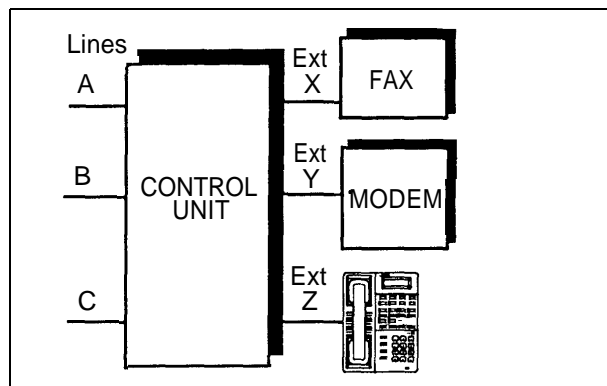 Lines
A
B
C
CONTROL
UNIT
Ext
X
FAX
Ext
Y
MODEM
Ext
Z